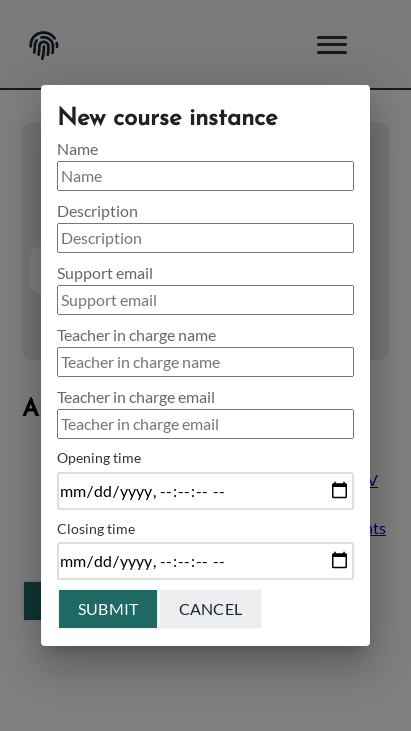 New course instance
Name
Name
Description
Description
Support email
Support email
Teacher in charge name
Teacher in charge name
Teacher in charge email
Teacher in charge email
Opening time
mm/dd/yyyy, --:--:-- --
Closing time
mm/dd/yyyy, --:--:-- --
SUBMIT CANCEL